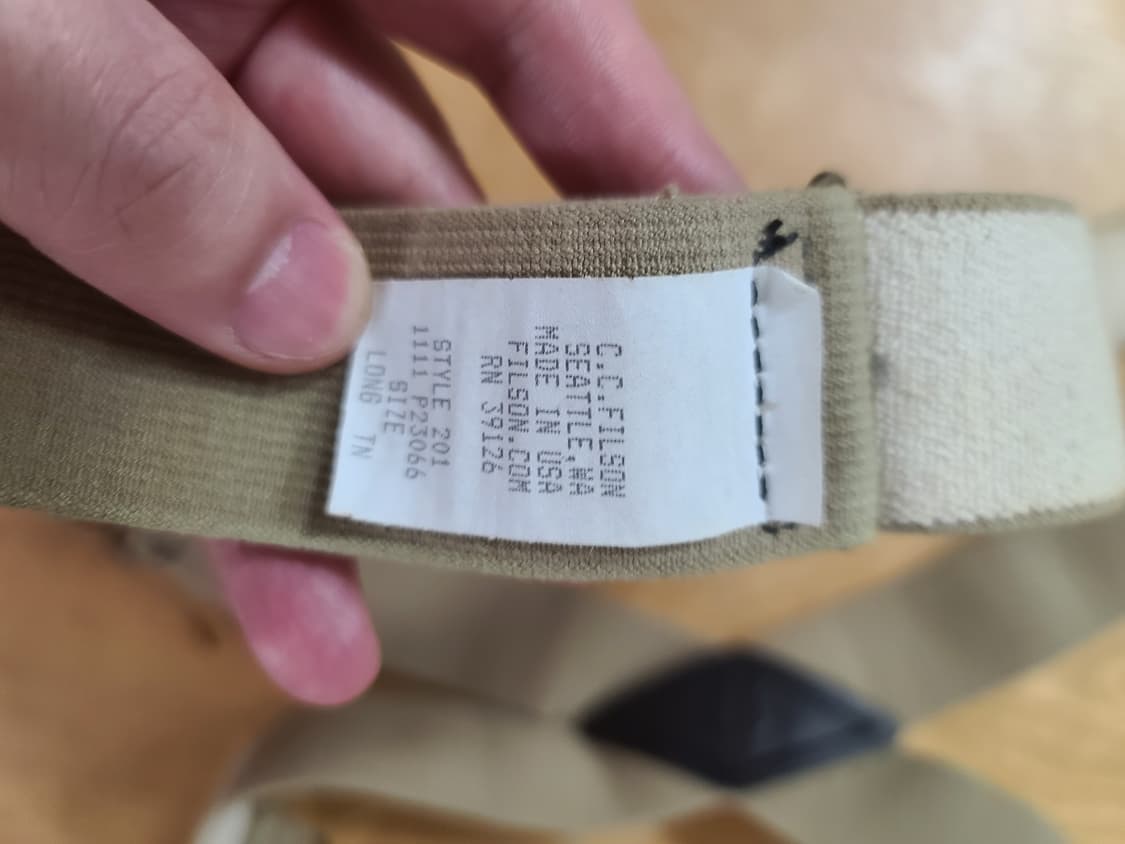 C.C.FILSON
SEATTLE,WA
MADE IN USA
FILSON.COM
RN 39126
STYLE 201
1111 P23066
SIZE
LONG TN